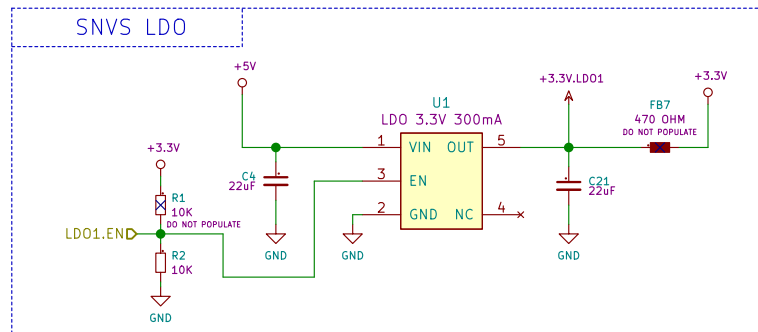 SNVS LDO
+5V
+3.3V.LDO1
+3.3V
U1
LDO 3.3V 300mA
FB7
470 OHM
DO NOT POPULATE
1
VIN
OUT
5
+3.3V
3
EN
C4
22uF
C21
22uF
R1
10K
DO NOT POPULATE
2
GND
NC
4
LDO1.EN
R2
10K
GND
GND
GND
GND